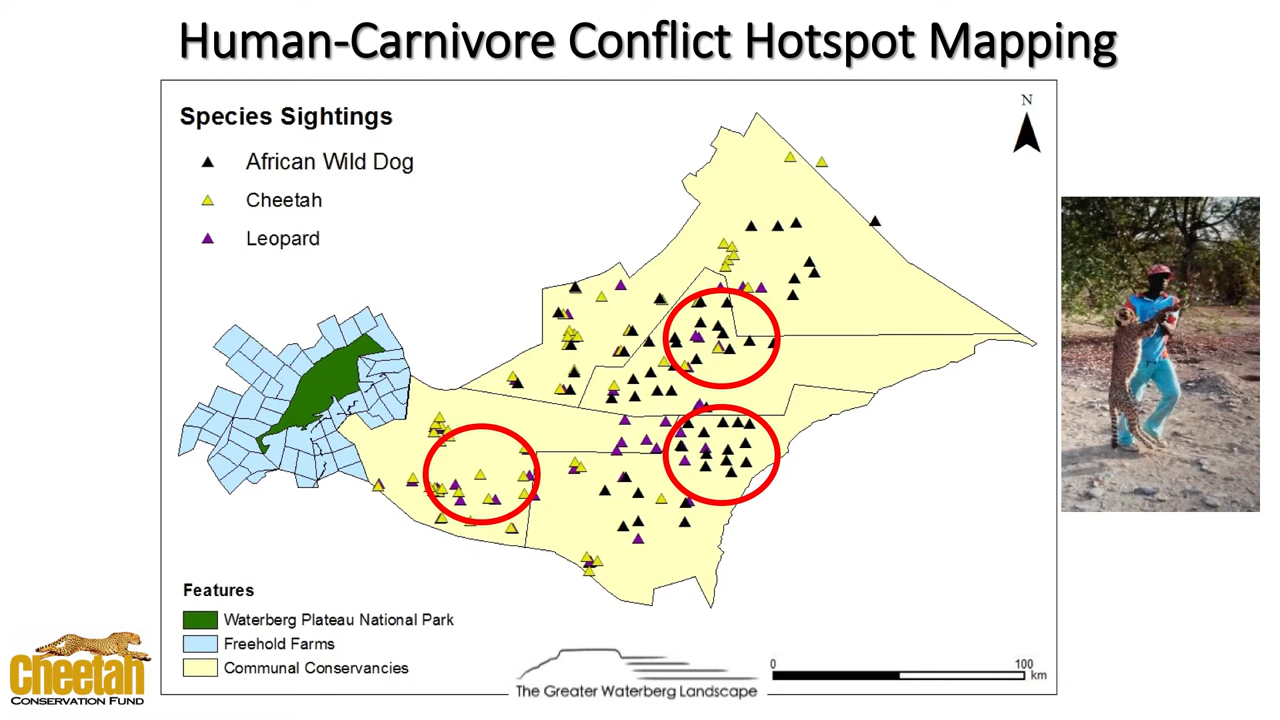 Human-Carnivore Conflict Hotspot Mapping
Species Sightings
African Wild Dog
Cheetah
Leopard
N
Features
Waterberg Plateau National Park
Freehold Farms
Communal Conservancies
Cheetah
CONSERVATION FUND
The Greater Waterberg Landscape
0 100
km